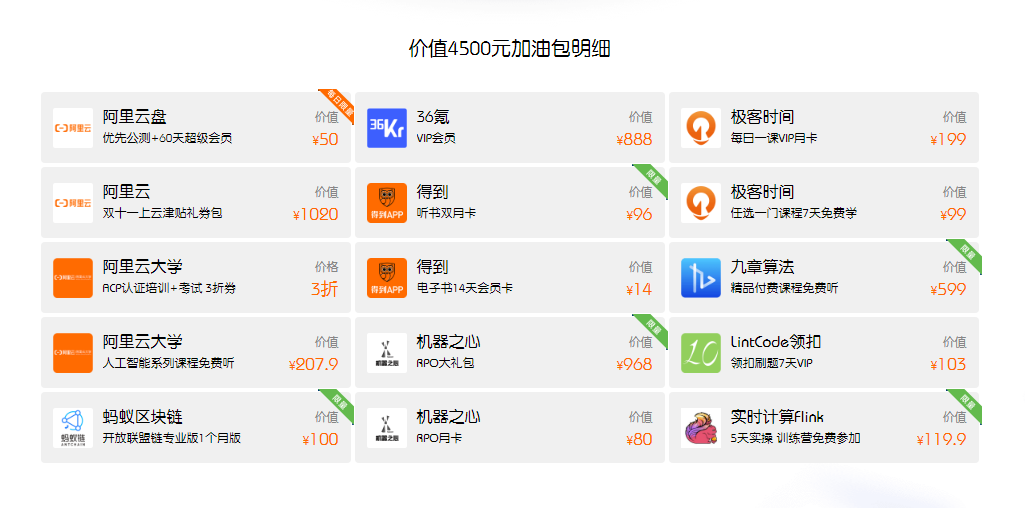 价值4500元加油包明细
每日限量
阿里云
阿里云盘
优先公测+60天超级会员
价值
¥50
36Kr
36氪
VIP会员
价值
¥888
极客时间
每日一课VIP月卡
价值
¥199
阿里云
阿里云
双十一上云津贴礼券包
价值
¥1020
限量
得到APP
得到
听书双月卡
价值
¥96
极客时间
任选一门课程7天免费学
价值
¥99
阿里云大学
ACP认证培训+考试 3折券
价格
3折
得到APP
得到
电子书14天会员卡
价值
¥14
限量
九章算法
精品付费课程免费听
价值
¥599
阿里云大学
人工智能系列课程免费听
价值
¥207.9
限量
机器之心
机器之心
APO大礼包
价值
¥968
LC
LintCode领扣
领扣刷题7天VIP
价值
¥103
限量
蚂蚁链
ANTCHAIN
蚂蚁区块链
开放联盟链专业版1个月版
价值
¥100
机器之心
机器之心
APO月卡
价值
¥80
限量
实时计算flink
5天实操 训练营免费参加
价值
¥119.9